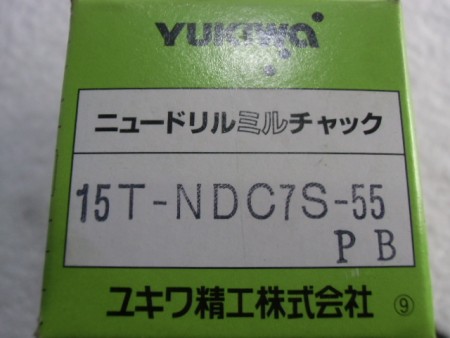 YUKIWA
ニュードリルミルチャック
15T-NDC7S-55
PB
ユキワ精工株式会社 ⑨